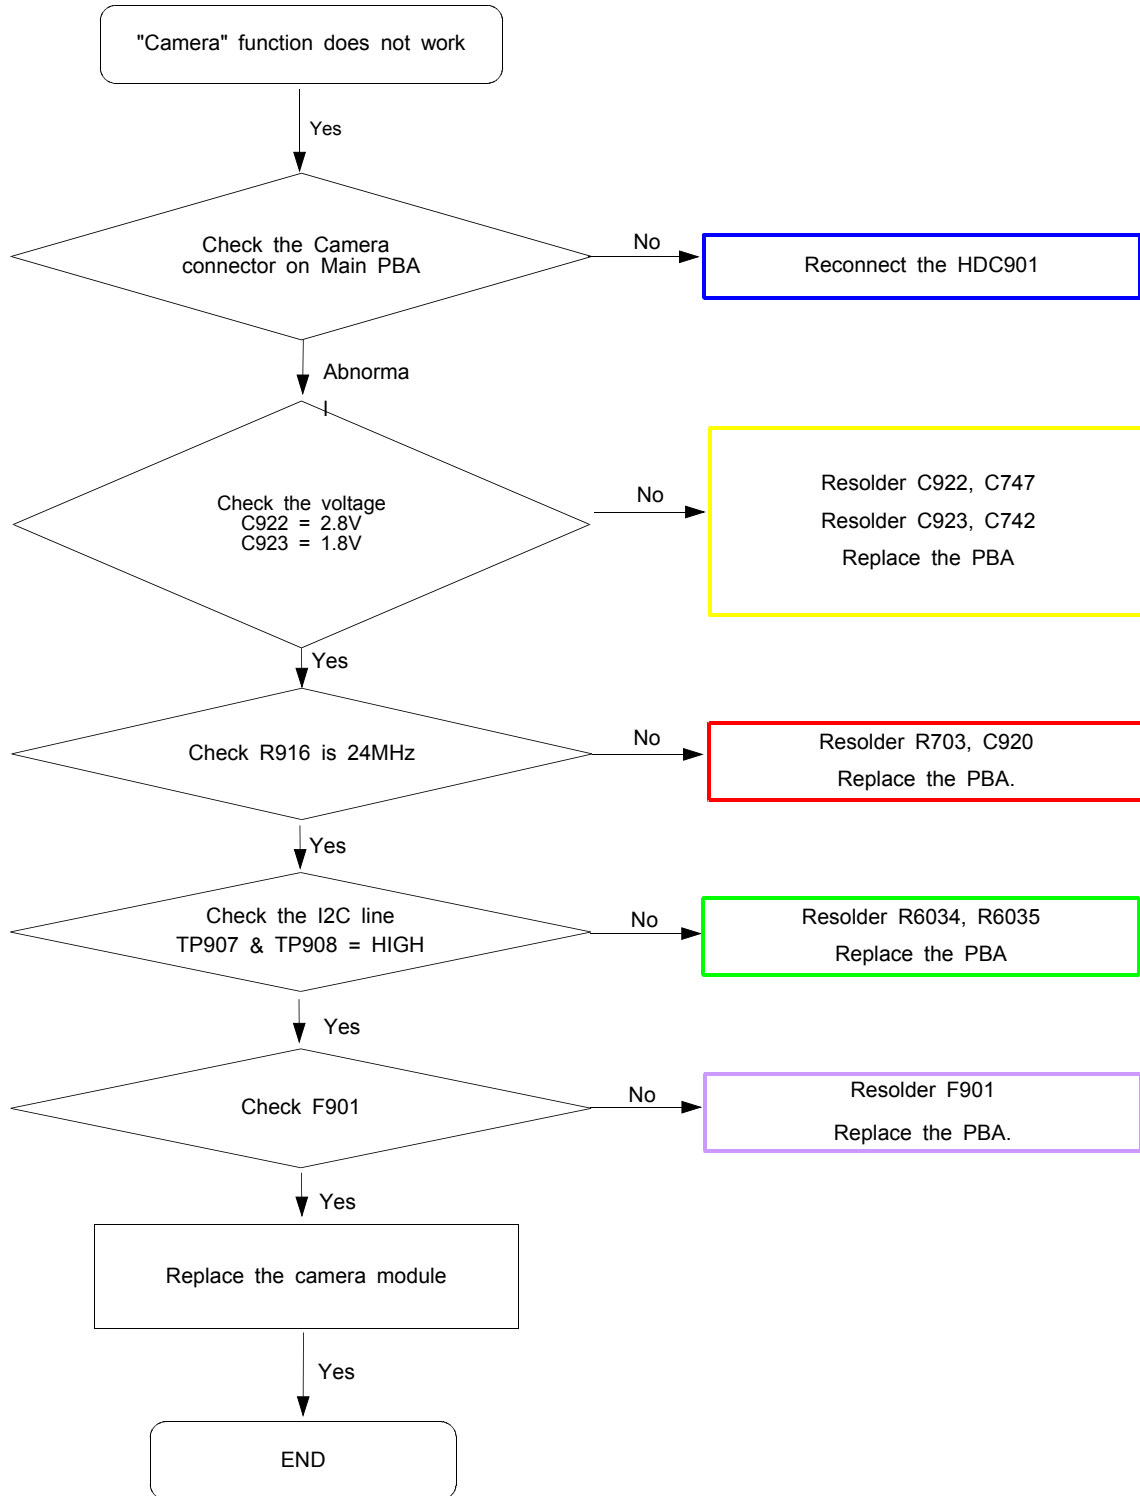 "Camera" function does not work
Yes
Check the Camera
connector on Main PBA
No
Reconnect the HDC901
Abnorma
l
Check the voltage
C922 = 2.8V
C923 = 1.8V
No
Resolder C922, C747
Resolder C923, C742
Replace the PBA
Yes
Check R916 is 24MHz
No
Resolder R703, C920
Replace the PBA.
Yes
Check the I2C line
TP907 & TP908 = HIGH
No
Resolder R6034, R6035
Replace the PBA
Yes
Check F901
No
Resolder F901
Replace the PBA.
Yes
Replace the camera module
Yes
END